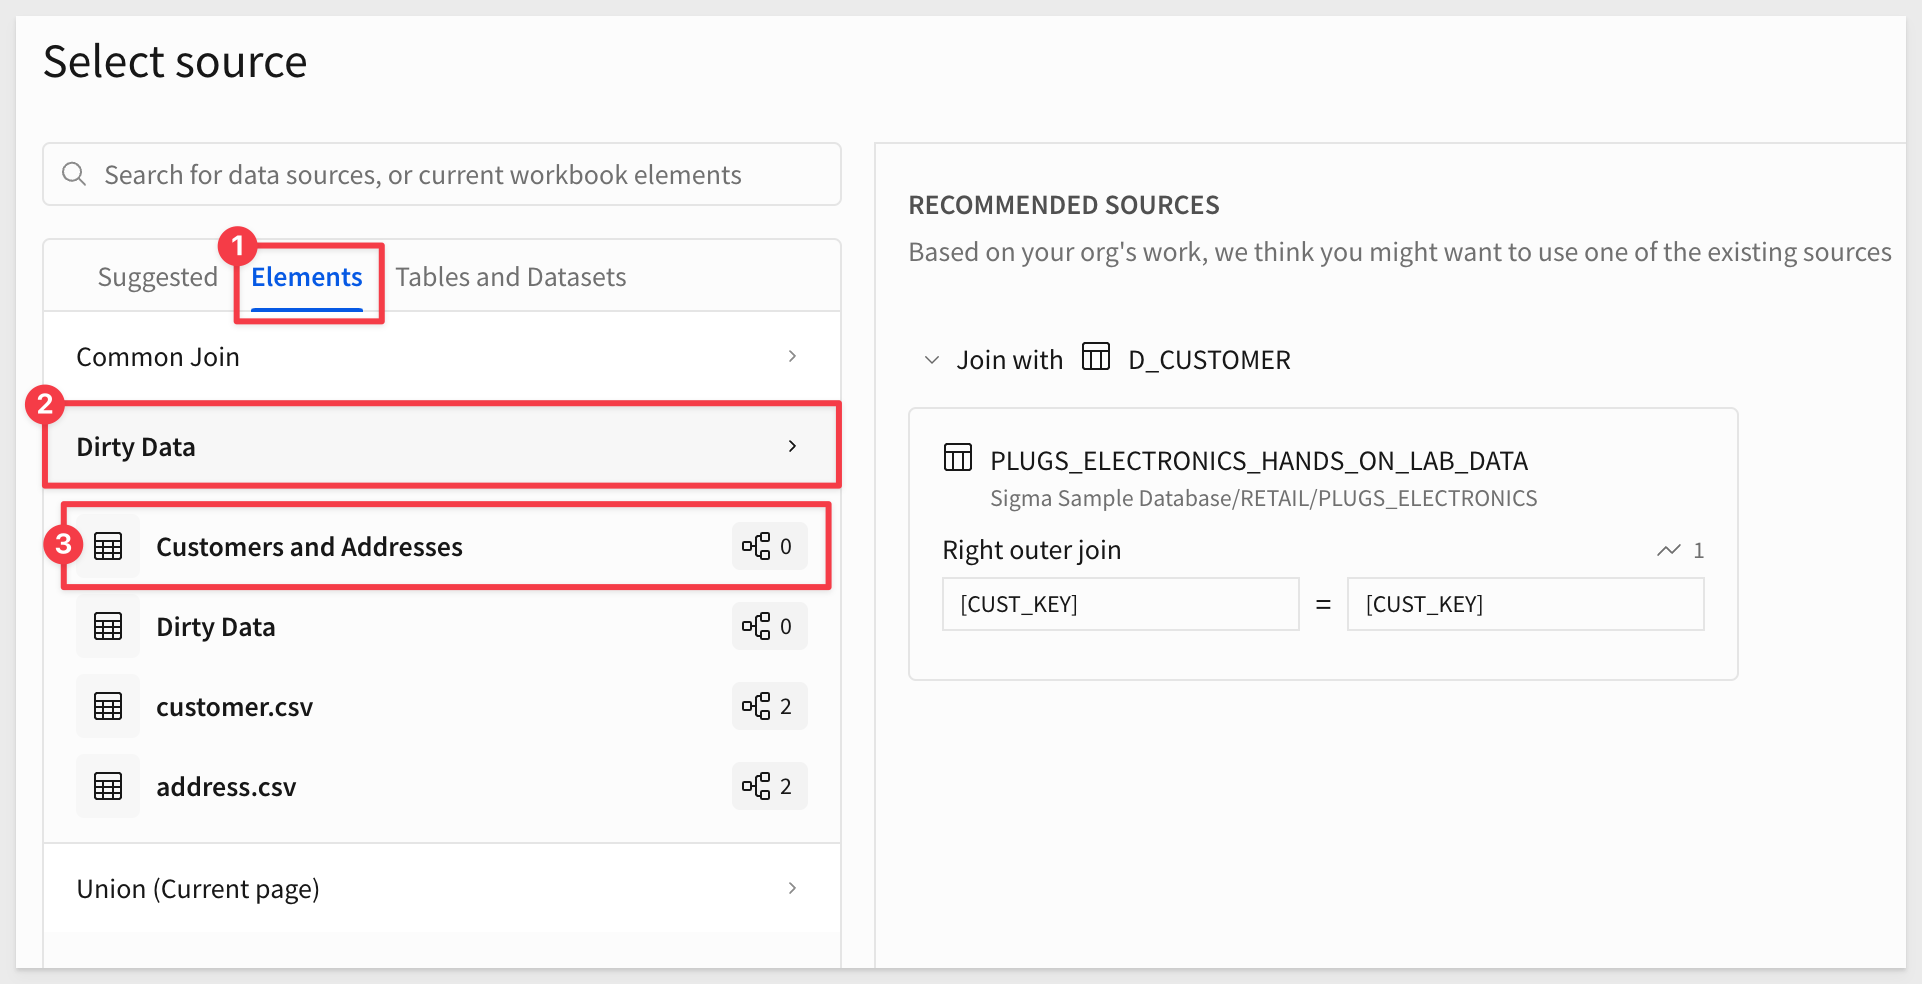 Select source
Search for data sources, or current workbook elements
1
Suggested Elements Tables and Datasets
Common Join
2
Dirty Data
3
Customers and Addresses 0
Dirty Data 0
customer.csv 2
address.csv 2
Union (Current page)
RECOMMENDED SOURCES
Based on your org's work, we think you might want to use one of the existing sources
Join with D_CUSTOMER
PLUGS_ELECTRONICS_HANDS_ON_LAB_DATA
Sigma Sample Database/RETAIL/PLUGS_ELECTRONICS
Right outer join 1
[CUST_KEY] = [CUST_KEY]